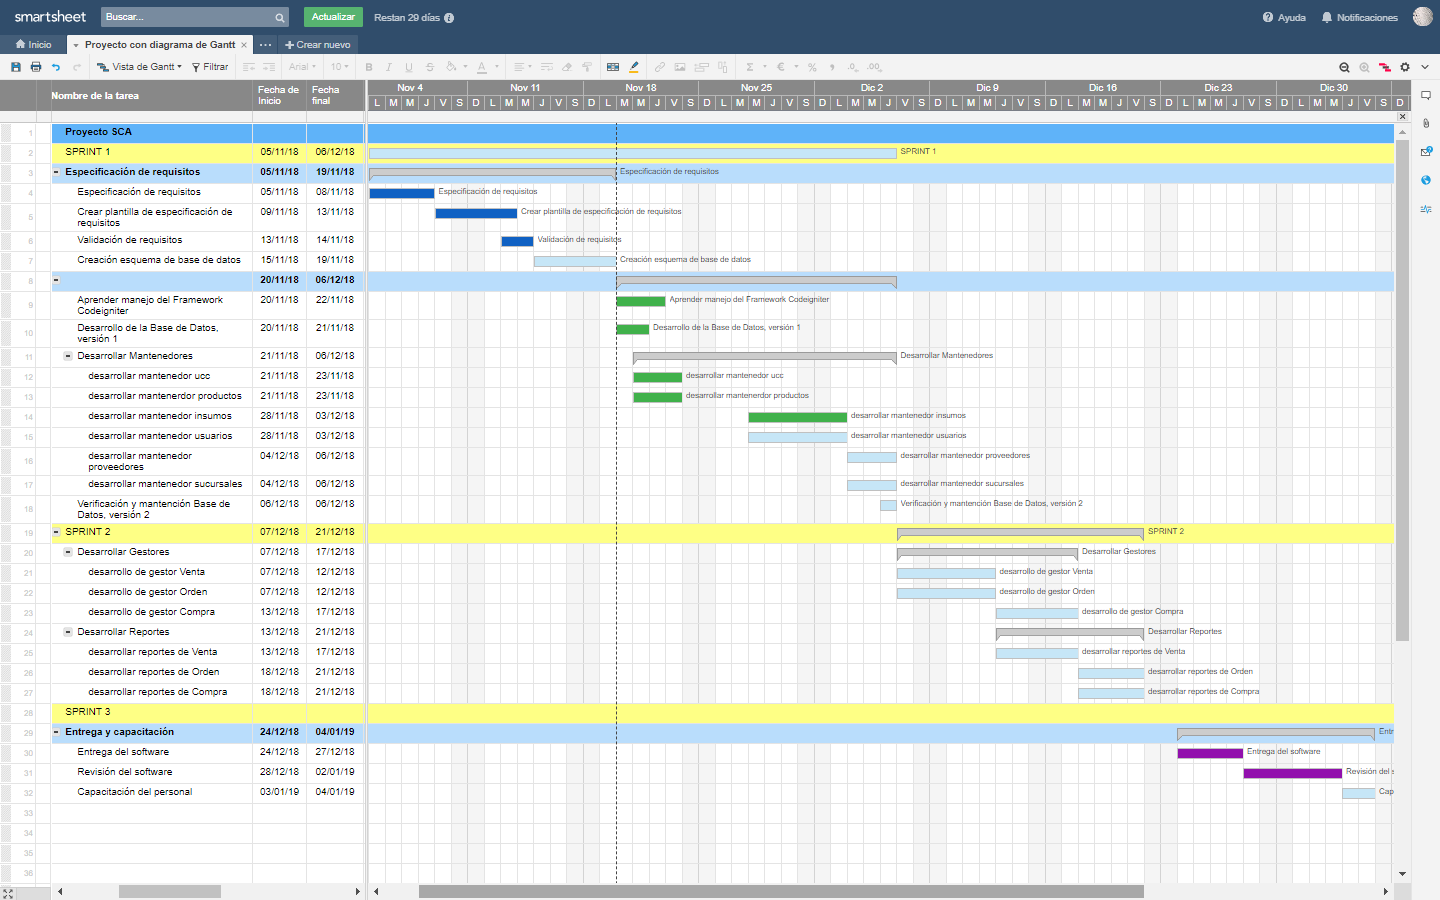 smartsheet
Buscar...
Actualizar
Restan 29 días
Ayuda
Notificaciones
Inicio
Proyecto con diagrama de Gantt
Crear nuevo
Vista de Gantt
Filtrar
Arial
10
Nombre de la tarea Fecha de Inicio Fecha final
Nov 4 Nov 11 Nov 18 Nov 25 Dic 2 Dic 9 Dic 16 Dic 23 Dic 30
L M M J V S D L M M J V S D L M M J V S D L M M J V S D L M M J V S D L M M J V S D L M M J V S D L M M J V S D L M M J V S D
1 Proyecto SCA
2 SPRINT 1 05/11/18 06/12/18 SPRINT 1
3 Especificación de requisitos 05/11/18 19/11/18 Especificación de requisitos
4 Especificación de requisitos 05/11/18 08/11/18 Especificación de requisitos
5 Crear plantilla de especificación de requisitos 09/11/18 13/11/18 Crear plantilla de especificación de requisitos
6 Validación de requisitos 13/11/18 14/11/18 Validación de requisitos
7 Creación esquema de base de datos 15/11/18 19/11/18 Creación esquema de base de datos
8 20/11/18 06/12/18
9 Aprender manejo del Framework Codeigniter 20/11/18 22/11/18 Aprender manejo del Framework Codeigniter
10 Desarrollo de la Base de Datos, versión 1 20/11/18 21/11/18 Desarrollo de la Base de Datos, versión 1
11 Desarrollar Mantenedores 21/11/18 06/12/18 Desarrollar Mantenedores
12 desarrollar mantenedor ucc 21/11/18 23/11/18 desarrollar mantenedor ucc
13 desarrollar mantenerdor productos 21/11/18 23/11/18 desarrollar mantenerdor productos
14 desarrollar mantenedor insumos 28/11/18 03/12/18 desarrollar mantenedor insumos
15 desarrollar mantenedor usuarios 28/11/18 03/12/18 desarrollar mantenedor usuarios
16 desarrollar mantenedor proveedores 04/12/18 06/12/18 desarrollar mantenedor proveedores
17 desarrollar mantenedor sucursales 04/12/18 06/12/18 desarrollar mantenedor sucursales
18 Verificación y mantención Base de Datos, versión 2 06/12/18 06/12/18 Verificación y mantención Base de Datos, versión 2
19 SPRINT 2 07/12/18 21/12/18 SPRINT 2
20 Desarrollar Gestores 07/12/18 17/12/18 Desarrollar Gestores
21 desarrollo de gestor Venta 07/12/18 12/12/18 desarrollo de gestor Venta
22 desarrollo de gestor Orden 07/12/18 12/12/18 desarrollo de gestor Orden
23 desarrollo de gestor Compra 13/12/18 17/12/18 desarrollo de gestor Compra
24 Desarrollar Reportes 13/12/18 21/12/18 Desarrollar Reportes
25 desarrollar reportes de Venta 13/12/18 17/12/18 desarrollar reportes de Venta
26 desarrollar reportes de Orden 18/12/18 21/12/18 desarrollar reportes de Orden
27 desarrollar reportes de Compra 18/12/18 21/12/18 desarrollar reportes de Compra
28 SPRINT 3
29 Entrega y capacitación 24/12/18 04/01/19 Entr
30 Entrega del software 24/12/18 27/12/18 Entrega del software
31 Revisión del software 28/12/18 02/01/19 Revisión del s
32 Capacitación del personal 03/01/19 04/01/19 Cap
33
34
35
36